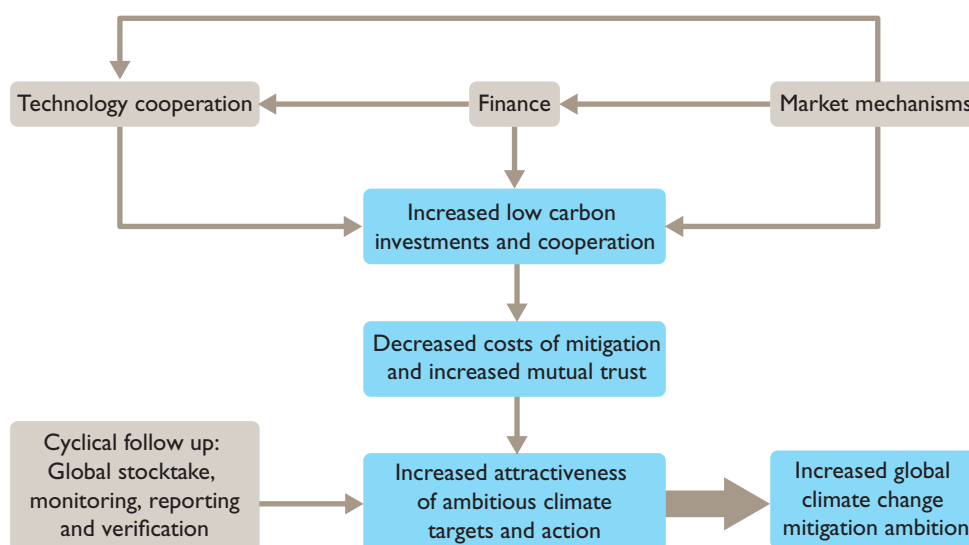 Technology cooperation
Finance
Market mechanisms
Increased low carbon
investments and cooperation
Decreased costs of mitigation
and increased mutual trust
Cyclical follow up:
Global stocktake,
monitoring, reporting
and verification
Increased attractiveness
of ambitious climate
targets and action
Increased global
climate change
mitigation ambition